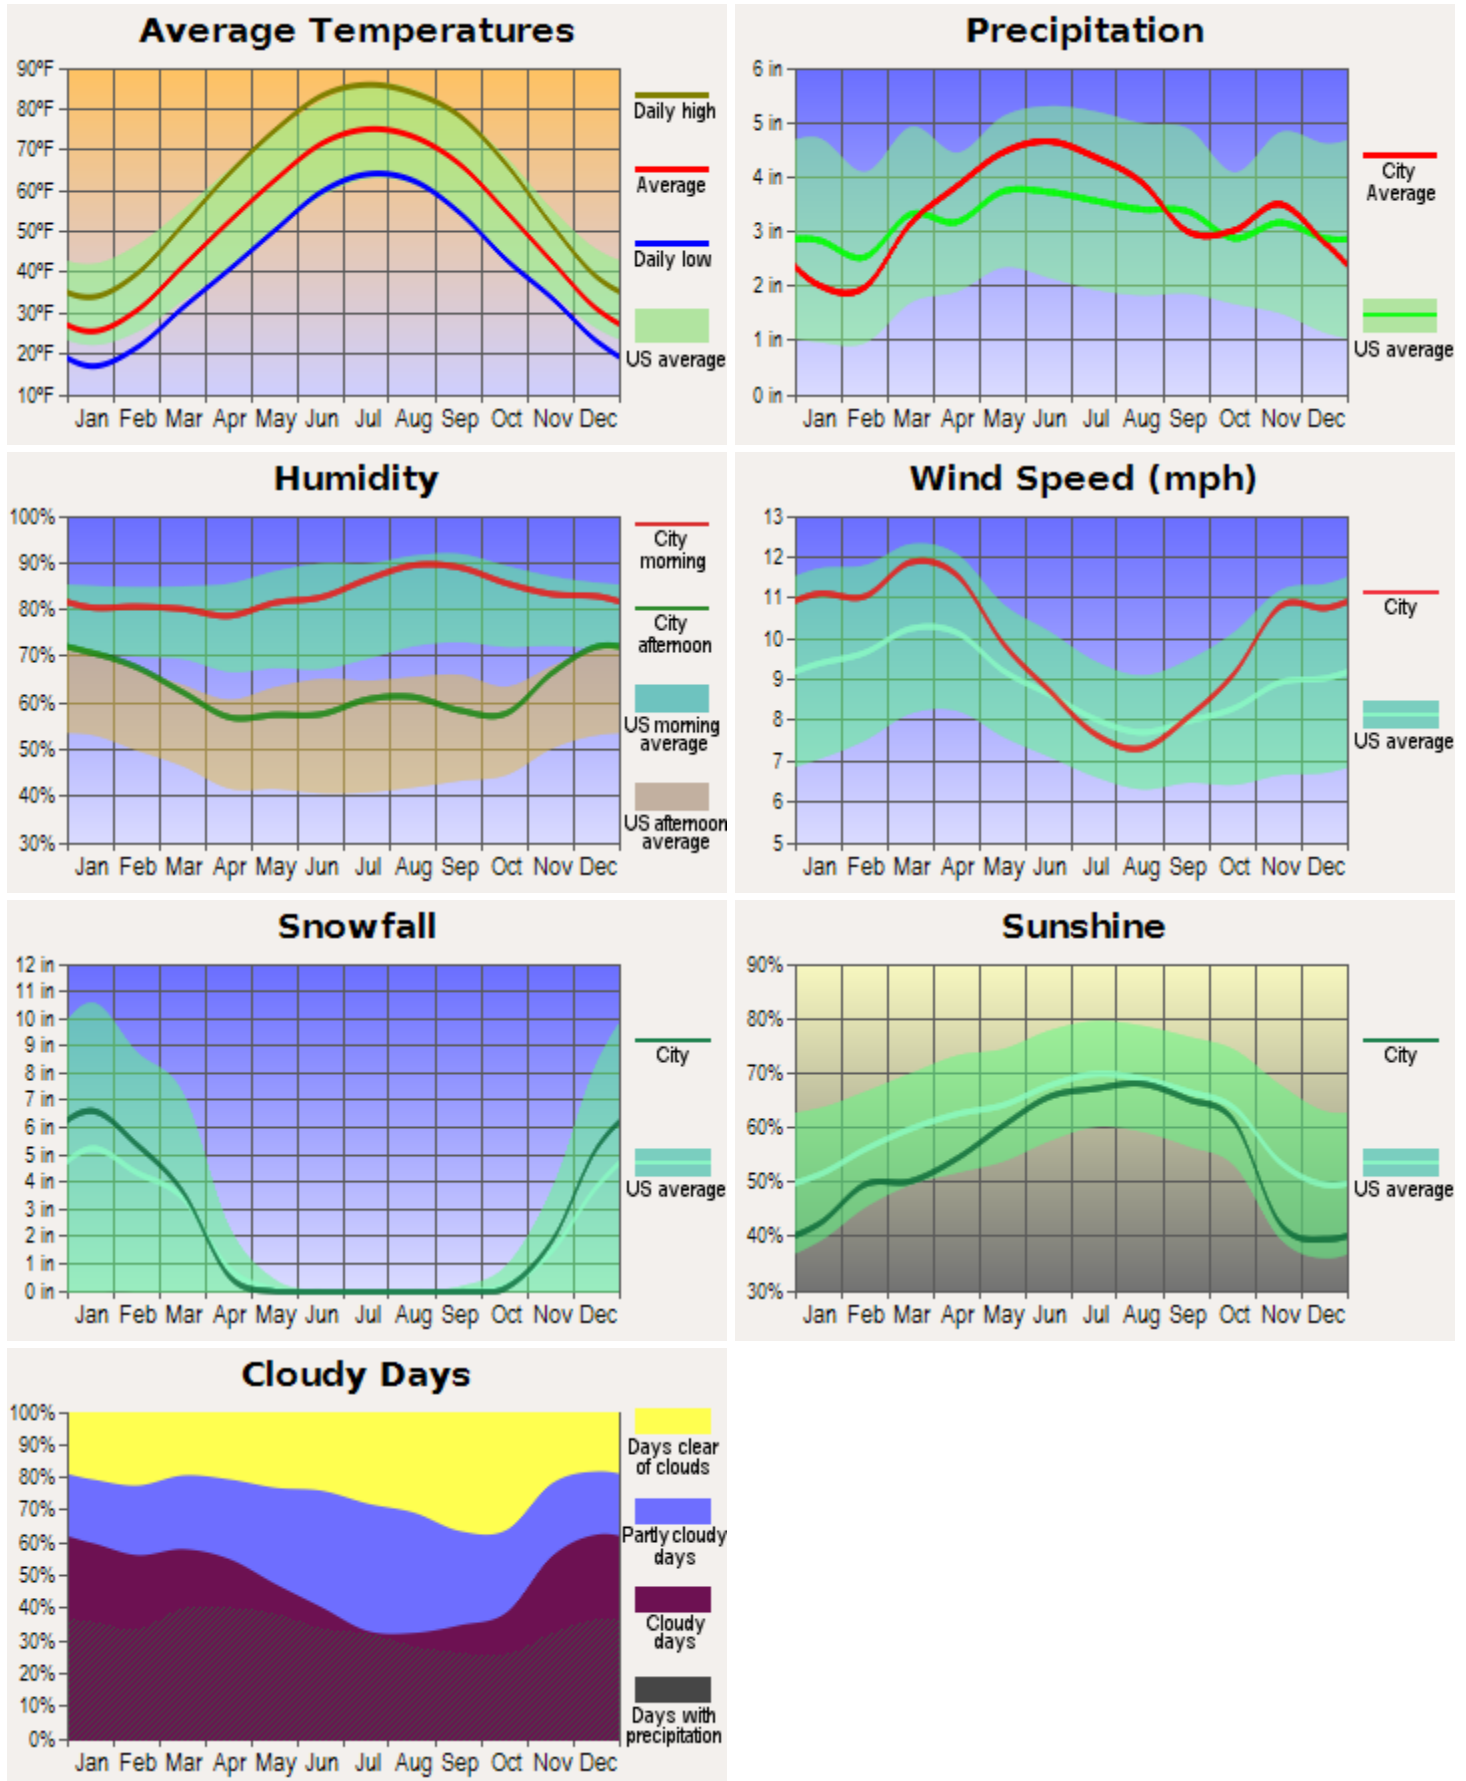 Average Temperatures
90ºF
80ºF
70ºF
60ºF
50ºF
40ºF
30ºF
20ºF
10ºF
Jan Feb Mar Apr May Jun Jul Aug Sep Oct Nov Dec
Daily high
Average
Daily low
US average
Precipitation
6 in
5 in
4 in
3 in
2 in
1 in
0 in
Jan Feb Mar Apr May Jun Jul Aug Sep Oct Nov Dec
City
Average
US average
Humidity
100%
90%
80%
70%
60%
50%
40%
30%
Jan Feb Mar Apr May Jun Jul Aug Sep Oct Nov Dec
City
morning
City
afternoon
US morning
average
US afternoon
average
Wind Speed (mph)
13
12
11
10
9
8
7
6
5
Jan Feb Mar Apr May Jun Jul Aug Sep Oct Nov Dec
City
US average
Snowfall
12 in
11 in
10 in
9 in
8 in
7 in
6 in
5 in
4 in
3 in
2 in
1 in
0 in
Jan Feb Mar Apr May Jun Jul Aug Sep Oct Nov Dec
City
US average
Sunshine
90%
80%
70%
60%
50%
40%
30%
Jan Feb Mar Apr May Jun Jul Aug Sep Oct Nov Dec
City
US average
Cloudy Days
100%
90%
80%
70%
60%
50%
40%
30%
20%
10%
0%
Jan Feb Mar Apr May Jun Jul Aug Sep Oct Nov Dec
Days clear
of clouds
Partly cloudy
days
Cloudy
days
Days with
precipitation